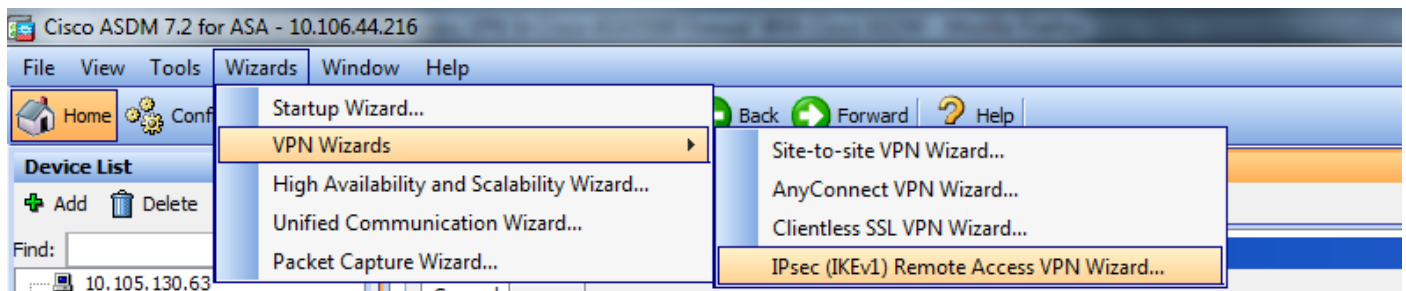 Cisco ASDM 7.2 for ASA - 10.106.44.216
File View Tools Wizards Window Help
Home Conf Back Forward Help
Startup Wizard...
VPN Wizards
High Availability and Scalability Wizard...
Unified Communication Wizard...
Packet Capture Wizard...
Site-to-site VPN Wizard...
AnyConnect VPN Wizard...
Clientless SSL VPN Wizard...
IPsec (IKEv1) Remote Access VPN Wizard...
Device List
Add Delete
Find:
10.105.130.63